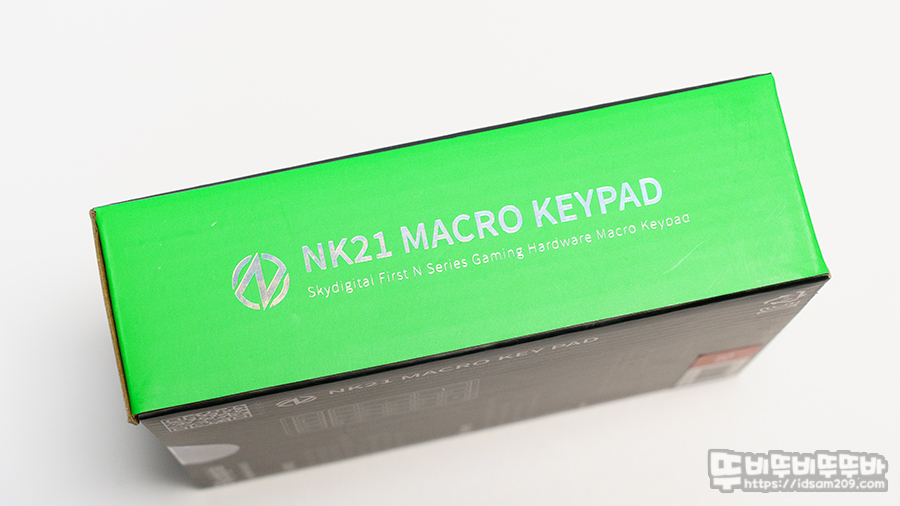 NK21 MACRO KEYPAD
Skydigital First N Series Gaming Hardware Macro Keypad
NK21 MACRO KEY PAD
뚜비뚜비뚜뚜바
https://idsam209.com